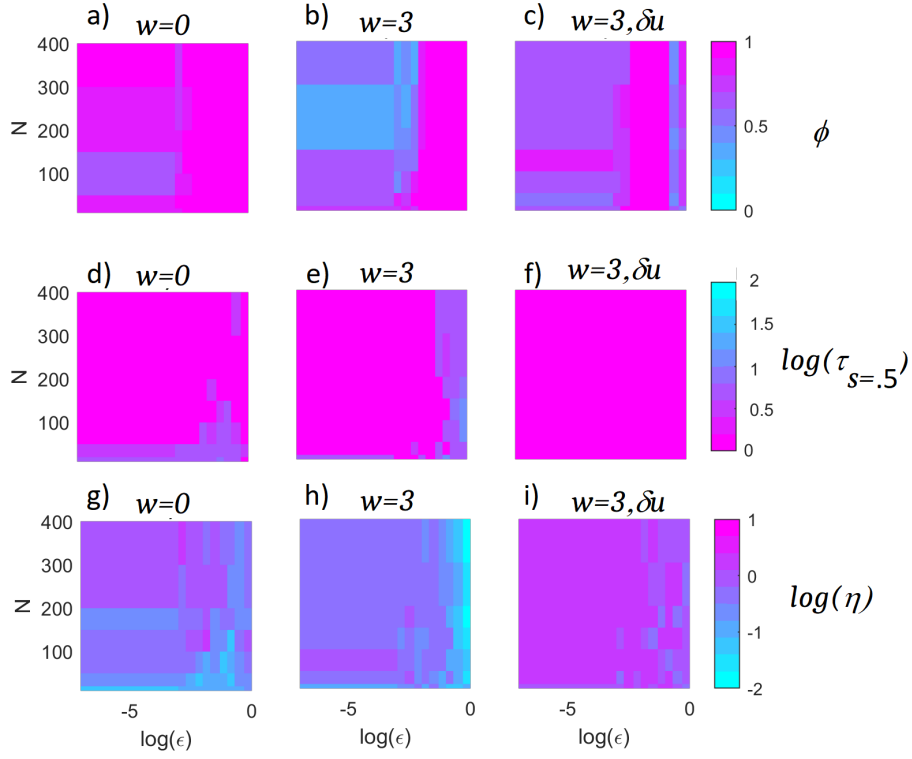 a) w=0 b) w=3 c) w=3,δu
400
300
200
100
N
1
0.5
0
ϕ
d) w=0 e) w=3 f) w=3,δu
400
300
200
100
N
2
1.5
1
0.5
0
log(τ s=.5)
g) w=0 h) w=3 i) w=3,δu
400
300
200
100
N
1
0
-1
-2
log(η)
-5 0 -5 0 -5 0
log(ϵ) log(ϵ) log(ϵ)